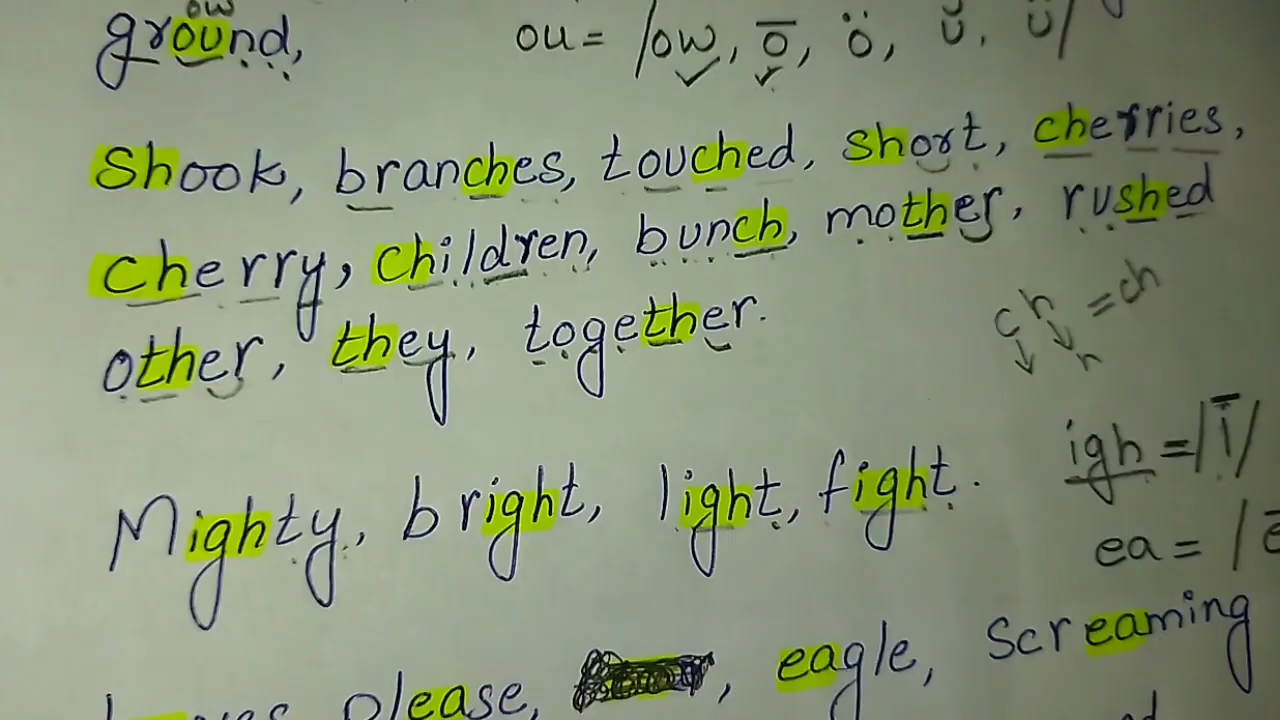 ow
ground, ou = /ow, ō, ö, ŭ, ü/
Shook, branches, touched, short, cherries,
cherry, children, bunch, mother, rushed
other, they, together.
ch = ch
h
Mighty, bright, light, fight. igh = /ī/
ea = /ē
please, eagle, Screaming